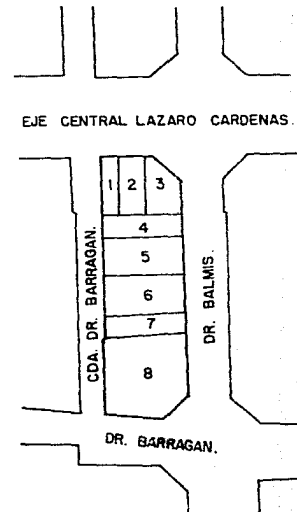 EJE CENTRAL LAZARO CARDENAS.
1 2 3
4
5
6
7
8
CDA. DR. BARRAGAN.
DR. BALMIS.
DR. BARRAGAN.